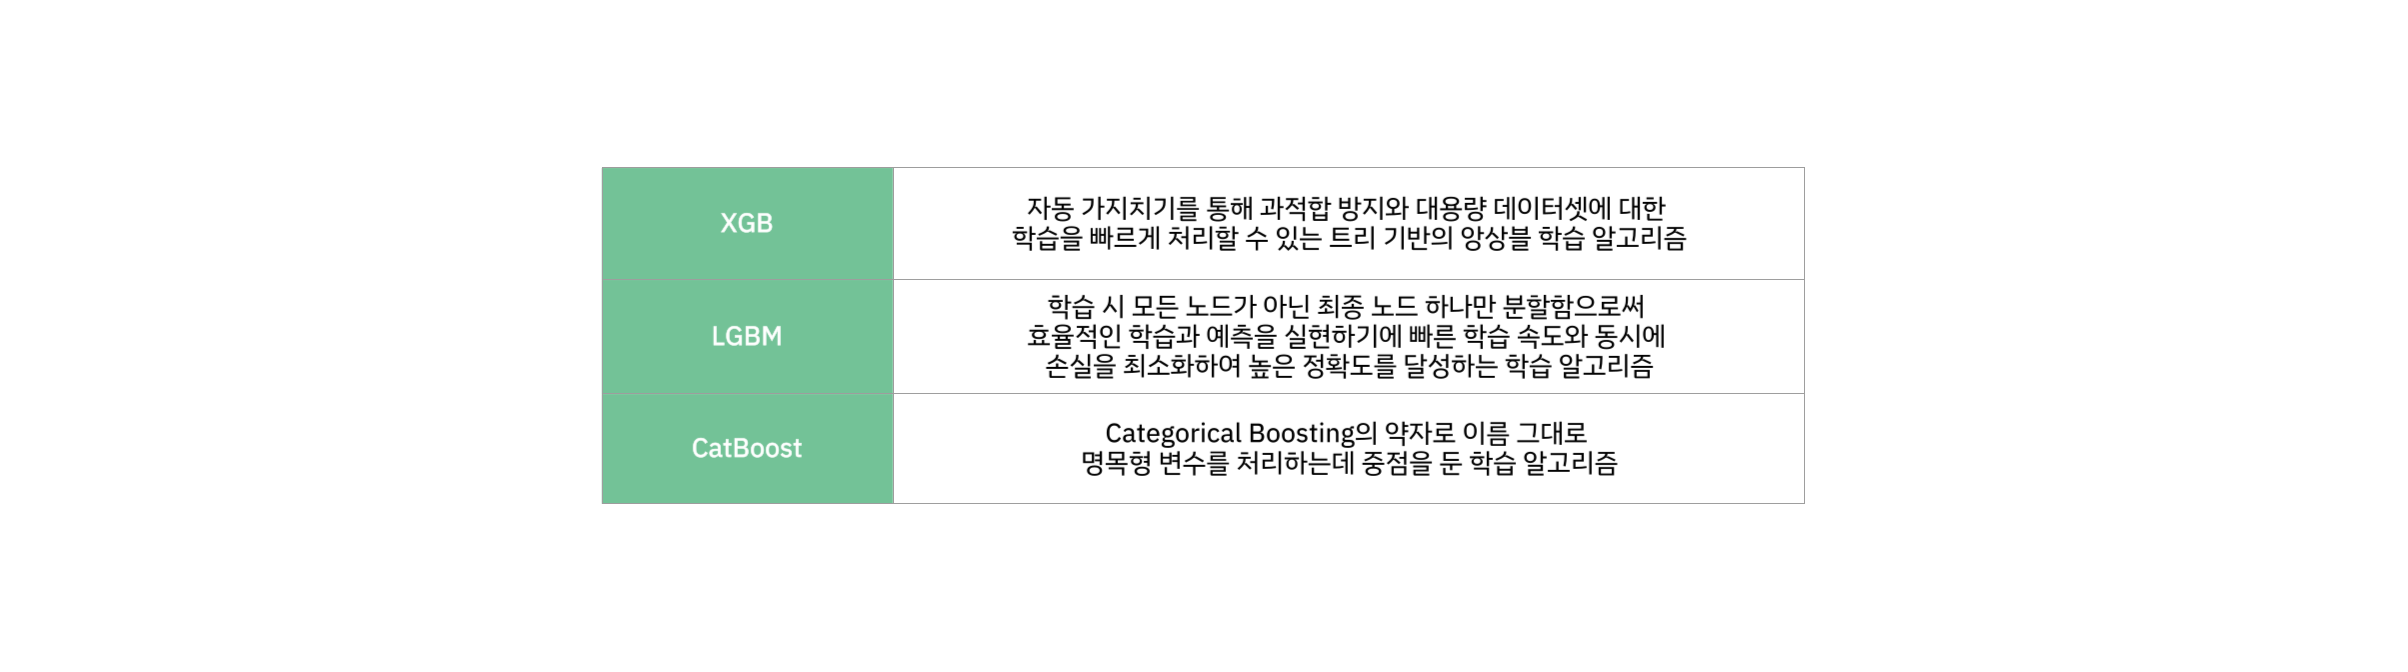 XGB
자동 가지치기를 통해 과적합 방지와 대용량 데이터셋에 대한
학습을 빠르게 처리할 수 있는 트리 기반의 앙상블 학습 알고리즘
LGBM
학습 시 모든 노드가 아닌 최종 노드 하나만 분할함으로써
효율적인 학습과 예측을 실현하기에 빠른 학습 속도와 동시에
손실을 최소화하여 높은 정확도를 달성하는 학습 알고리즘
CatBoost
Categorical Boosting의 약자로 이름 그대로
명목형 변수를 처리하는데 중점을 둔 학습 알고리즘